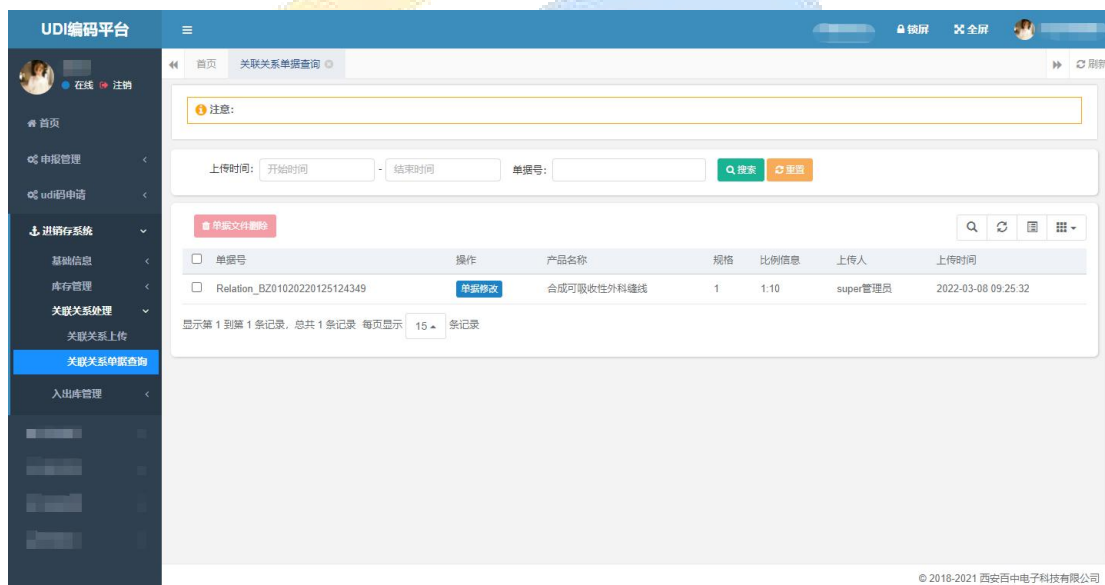 UDI编码平台
锁屏
全屏
在线 注销
首页
关联关系单据查询
刷新
注意:
首页
申报管理
udi码申请
进销存系统
基础信息
库存管理
关联关系处理
关联关系上传
关联关系单据查询
入出库管理
上传时间: 开始时间 - 结束时间 单据号: 搜索 重置
单据文件删除
单据号 操作 产品名称 规格 比例信息 上传人 上传时间
Relation_BZ01020220125124349 单据修改 合成可吸收性外科缝线 1 1:10 super管理员 2022-03-08 09:25:32
显示第 1 到第 1 条记录, 总共 1 条记录 每页显示 15 条记录
© 2018-2021 西安百中电子科技有限公司